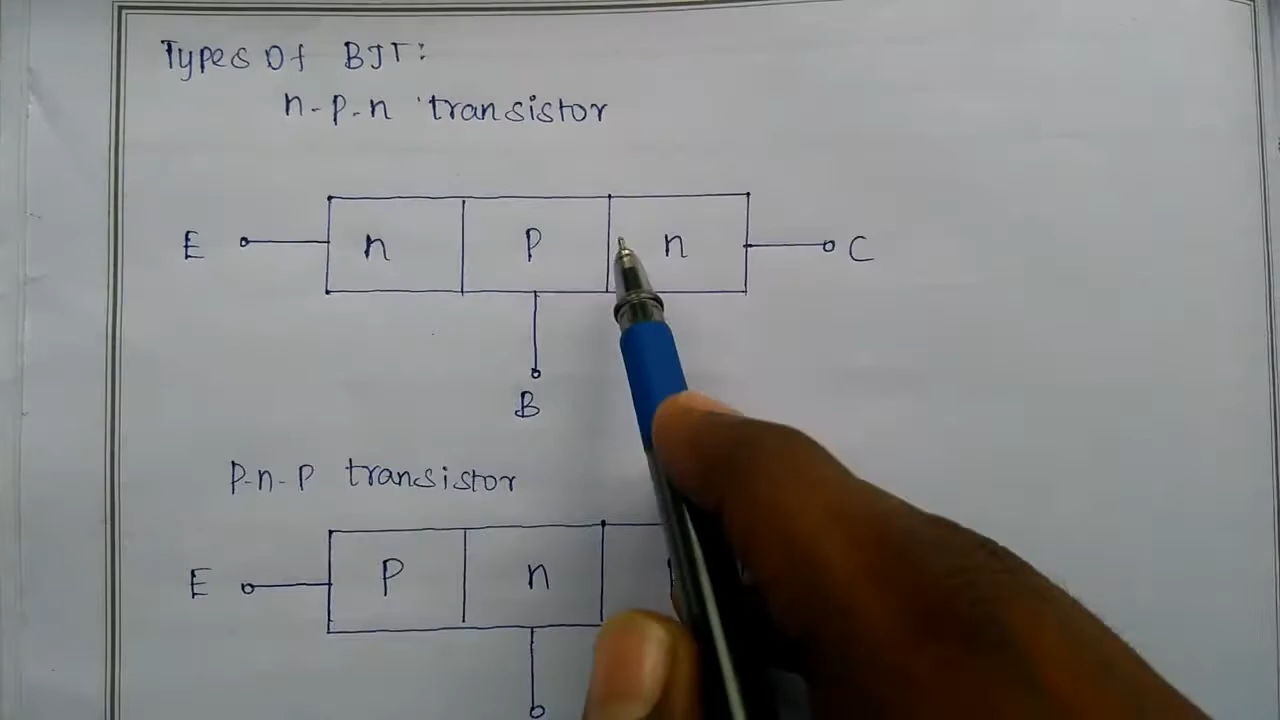 Types Of BJT:
n-p-n transistor
E n p n C
B
P-n-P transistor
E P n